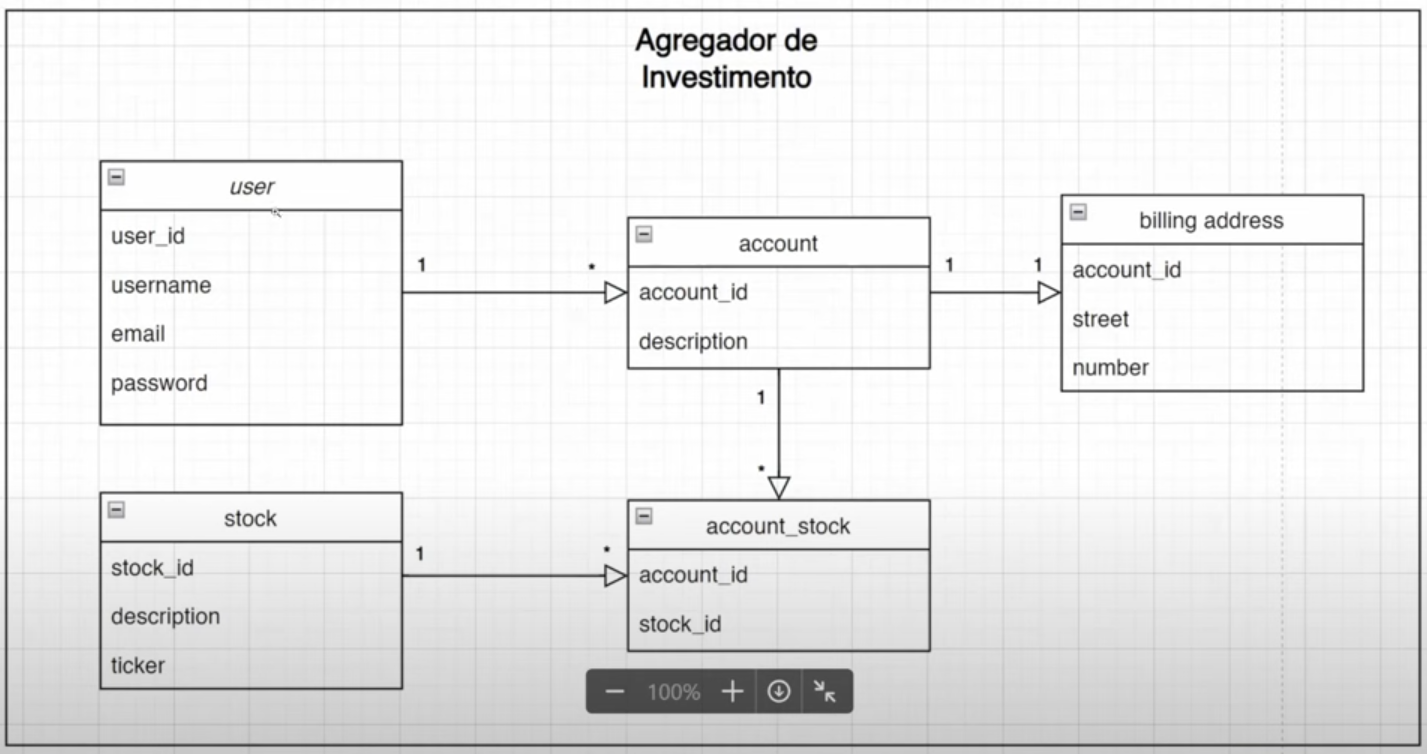 Agregador de
Investimento
user
user_id
username
email
password
1
*
account
account_id
description
1
1
billing address
account_id
street
number
1
*
stock
stock_id
description
ticker
1
*
account_stock
account_id
stock_id
100%